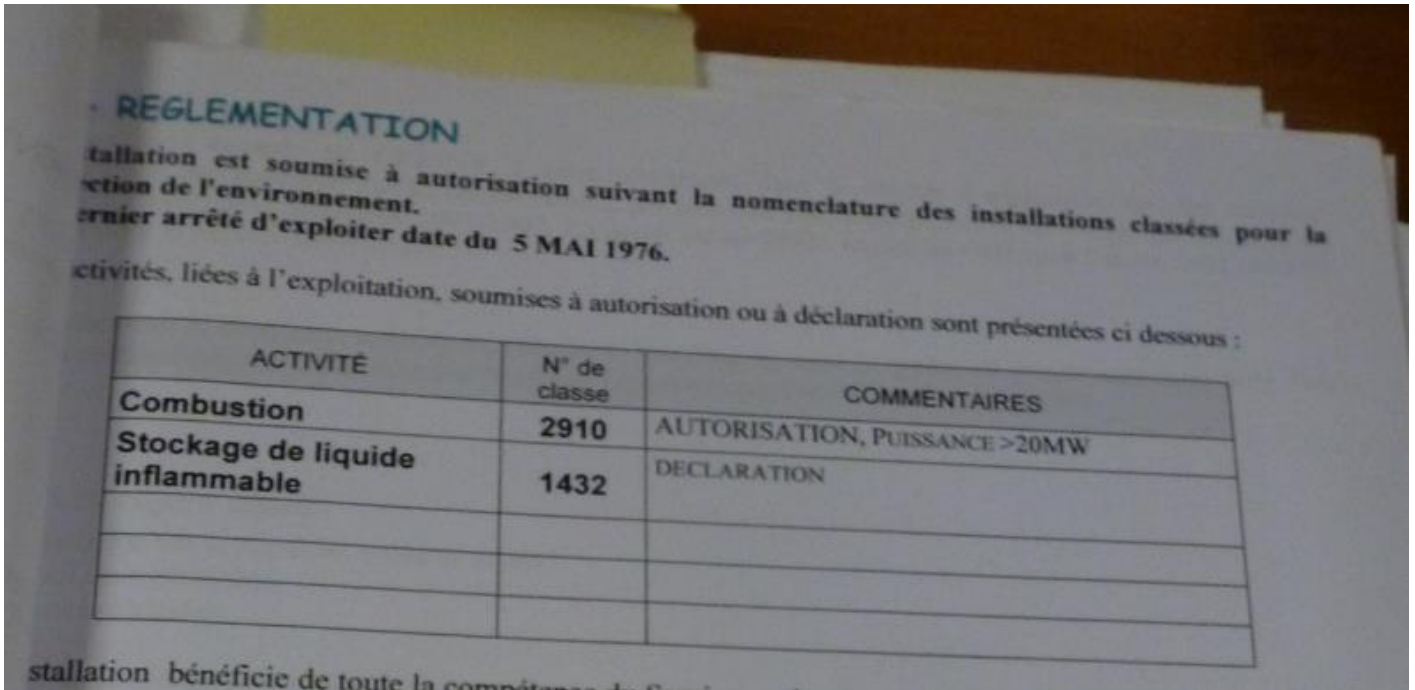 - REGLEMENTATION
tallation est soumise à autorisation suivant la nomenclature des installations classées pour la
ction de l'environnement.
ernier arrêté d'exploiter date du 5 MAI 1976.
ctivités, liées à l'exploitation, soumises à autorisation ou à déclaration sont présentées ci dessous :
ACTIVITÉ N° de classe COMMENTAIRES
Combustion 2910 AUTORISATION, PUISSANCE >20MW
Stockage de liquide
inflammable 1432 DECLARATION
stallation bénéficie de toute la